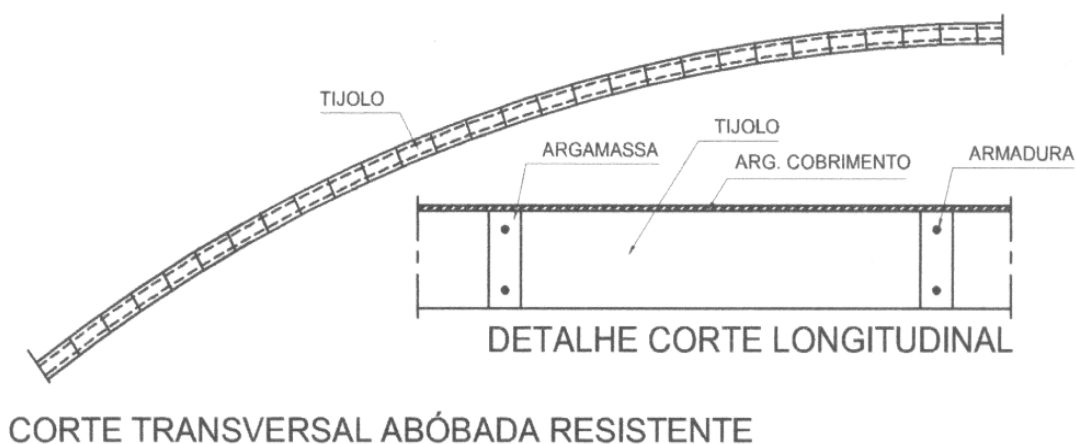 TIJOLO
TIJOLO
ARGAMASSA
ARG. COBRIMENTO
ARMADURA
DETALHE CORTE LONGITUDINAL
CORTE TRANSVERSAL ABÓBADA RESISTENTE